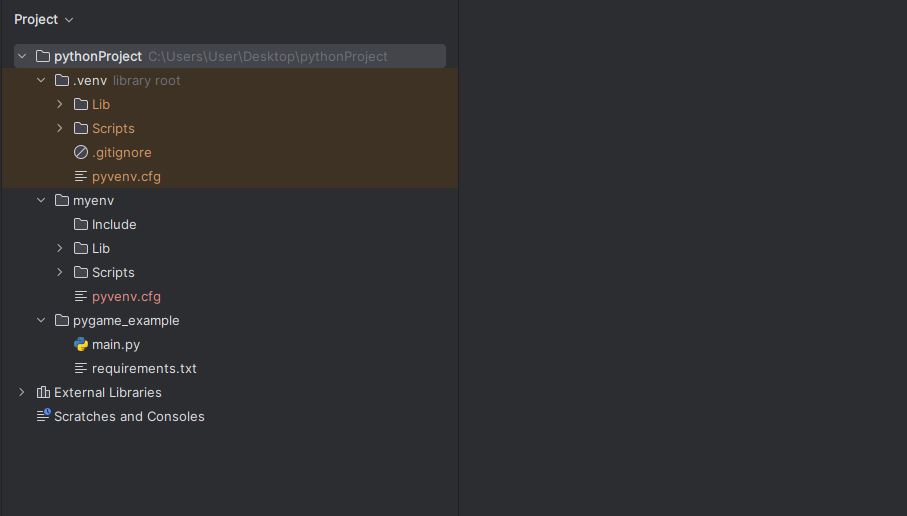 Project
pythonProject C:\Users\User\Desktop\pythonProject
.venv library root
Lib
Scripts
.gitignore
pyvenv.cfg
myenv
Include
Lib
Scripts
pyvenv.cfg
pygame_example
main.py
requirements.txt
External Libraries
Scratches and Consoles